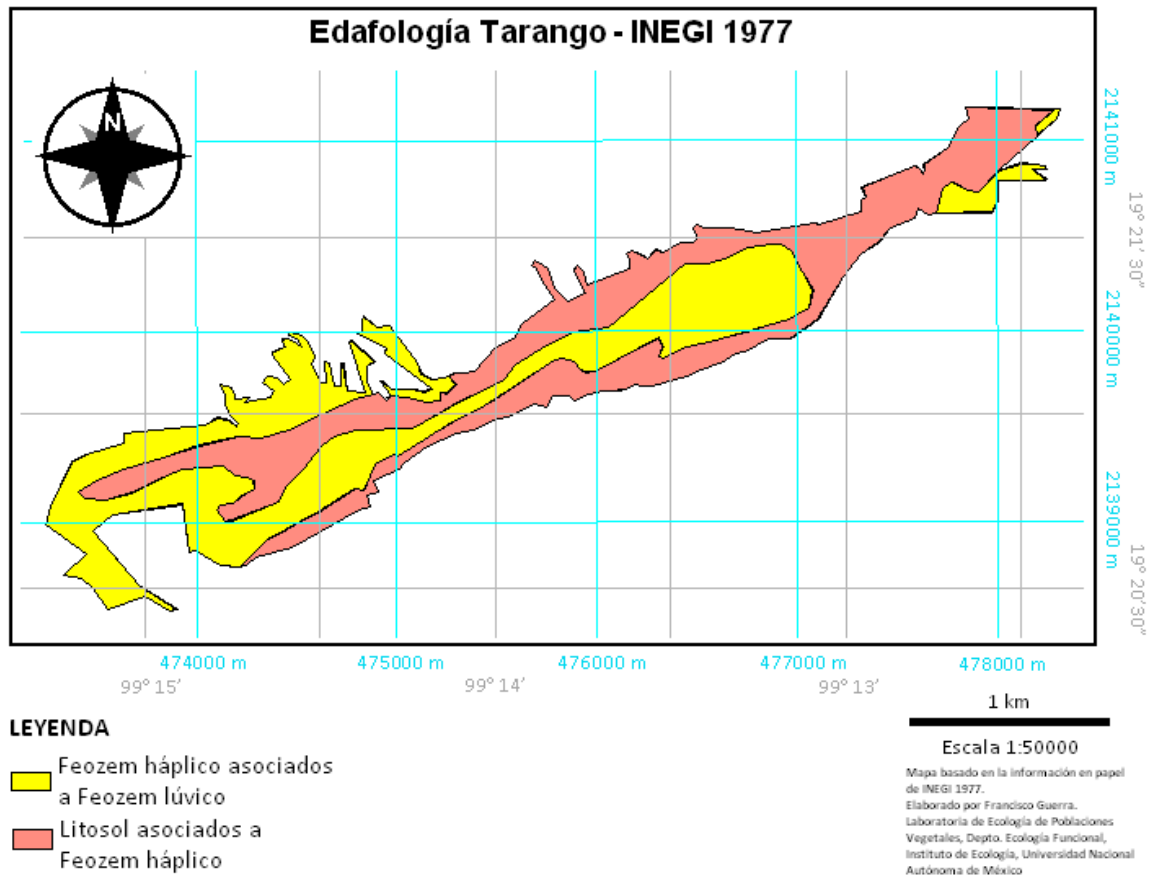 Edafología Tarango - INEGI 1977
N
2141000 m
19° 21' 30"
2140000 m
2139000 m
19° 20'30"
474000 m
475000 m
476000 m
477000 m
478000 m
99° 15'
99° 14'
99° 13'
1 km
Escala 1:50000
LEYENDA
Feozem háplico asociados
a Feozem lúvico
Litosol asociados a
Feozem háplico
Mapa basado en la información en papel
de INEGI 1977.
Elaborado por Francisco Guerra.
Laboratorio de Ecología de Poblaciones
Vegetales, Depto. Ecología Funcional,
Instituto de Ecología, Universidad Nacional
Autónoma de México